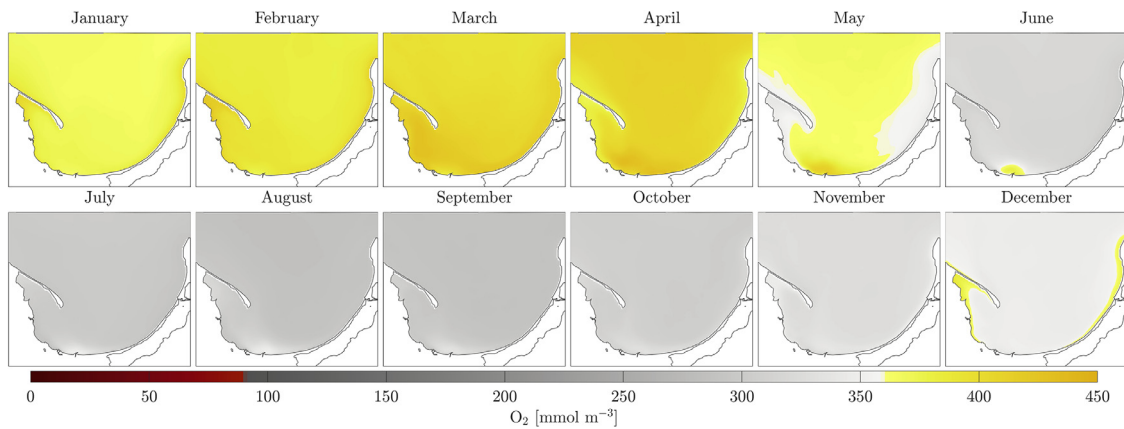 January February March April May June
July August September October November December
0 50 100 150 200 250 300 350 400 450
O₂ [mmol m⁻³]